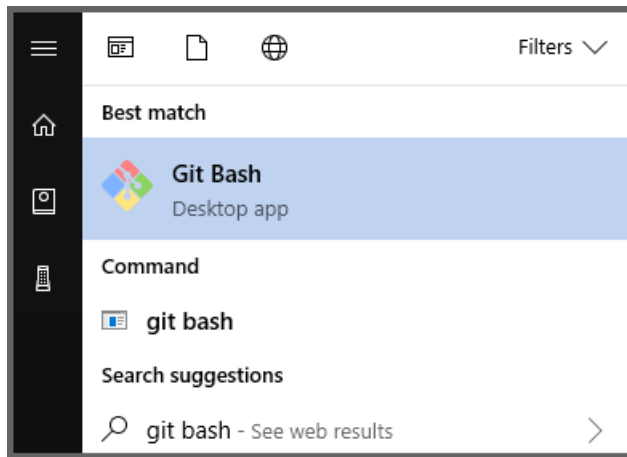 Filters
Best match
Git Bash
Desktop app
Command
git bash
Search suggestions
git bash - See web results